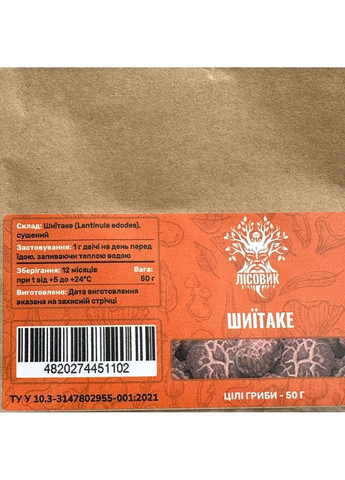 Склад: Шиїтаке (Lentinula edodes),
сушений
Застосування: 1 г двічі на день перед
їдою, запиваючи теплою водою
Зберігання: 12 місяців
при t від +5 до +24°C
Вага:
50 г
Виготовлено: Дата виготовлення
вказана на захисній стрічці
4820274451102
ТУ У 10.3-3147802955-001:2021
ЛІСОВИК
ШИЇТАКЕ
ЦІЛІ ГРИБИ - 50 Г